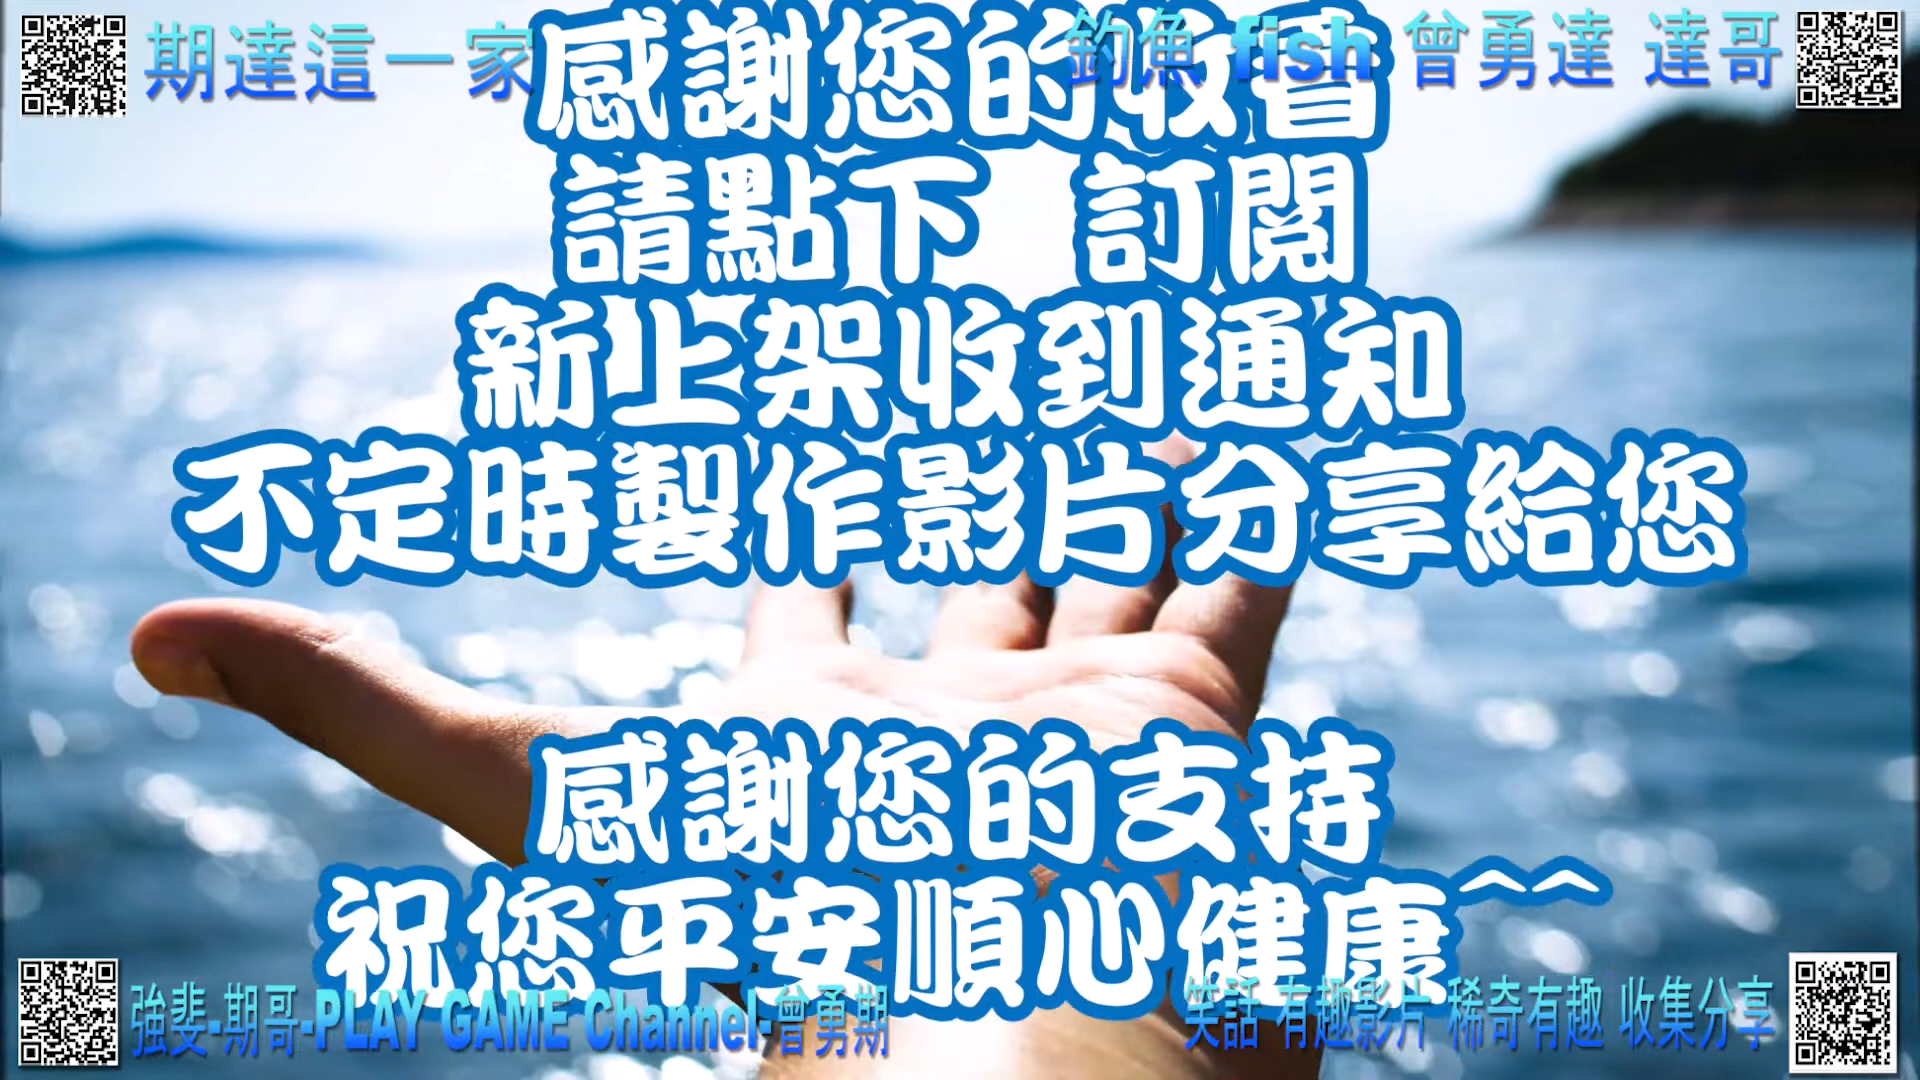 期達這一家
釣魚 fish 曾勇達 達哥
感謝您的收看
請點下 訂閱
新上架收到通知
不定時製作影片分享給您
感謝您的支持
祝您平安順心健康^^
強斐-期哥-PLAY GAME Channel-曾勇期
笑話 有趣影片 稀奇有趣 收集分享